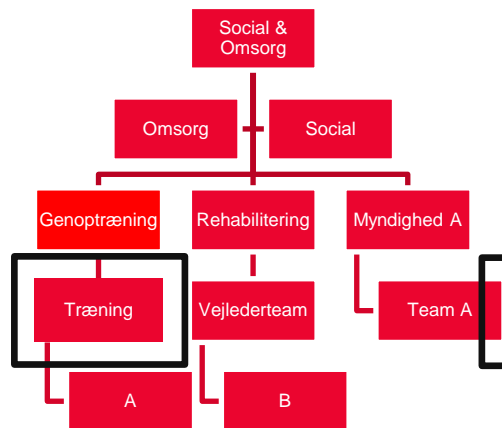 Social &
Omsorg
Omsorg
Social
Genoptræning
Rehabilitering
Myndighed A
Træning
Vejlederteam
Team A
A
B